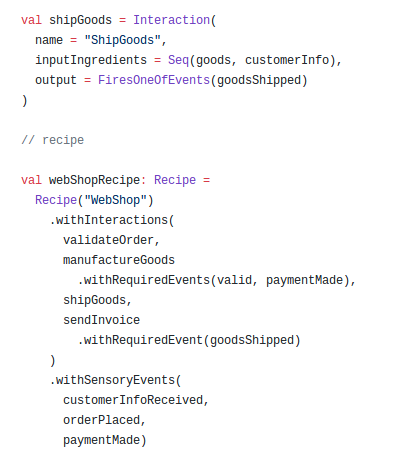 val shipGoods = Interaction(
  name = "ShipGoods",
  inputIngredients = Seq(goods, customerInfo),
  output = FiresOneOfEvents(goodsShipped)
)

// recipe

val webShopRecipe: Recipe =
  Recipe("WebShop")
    .withInteractions(
      validateOrder,
      manufactureGoods
        .withRequiredEvents(valid, paymentMade),
      shipGoods,
      sendInvoice
        .withRequiredEvent(goodsShipped)
    )
    .withSensoryEvents(
      customerInfoReceived,
      orderPlaced,
      paymentMade)